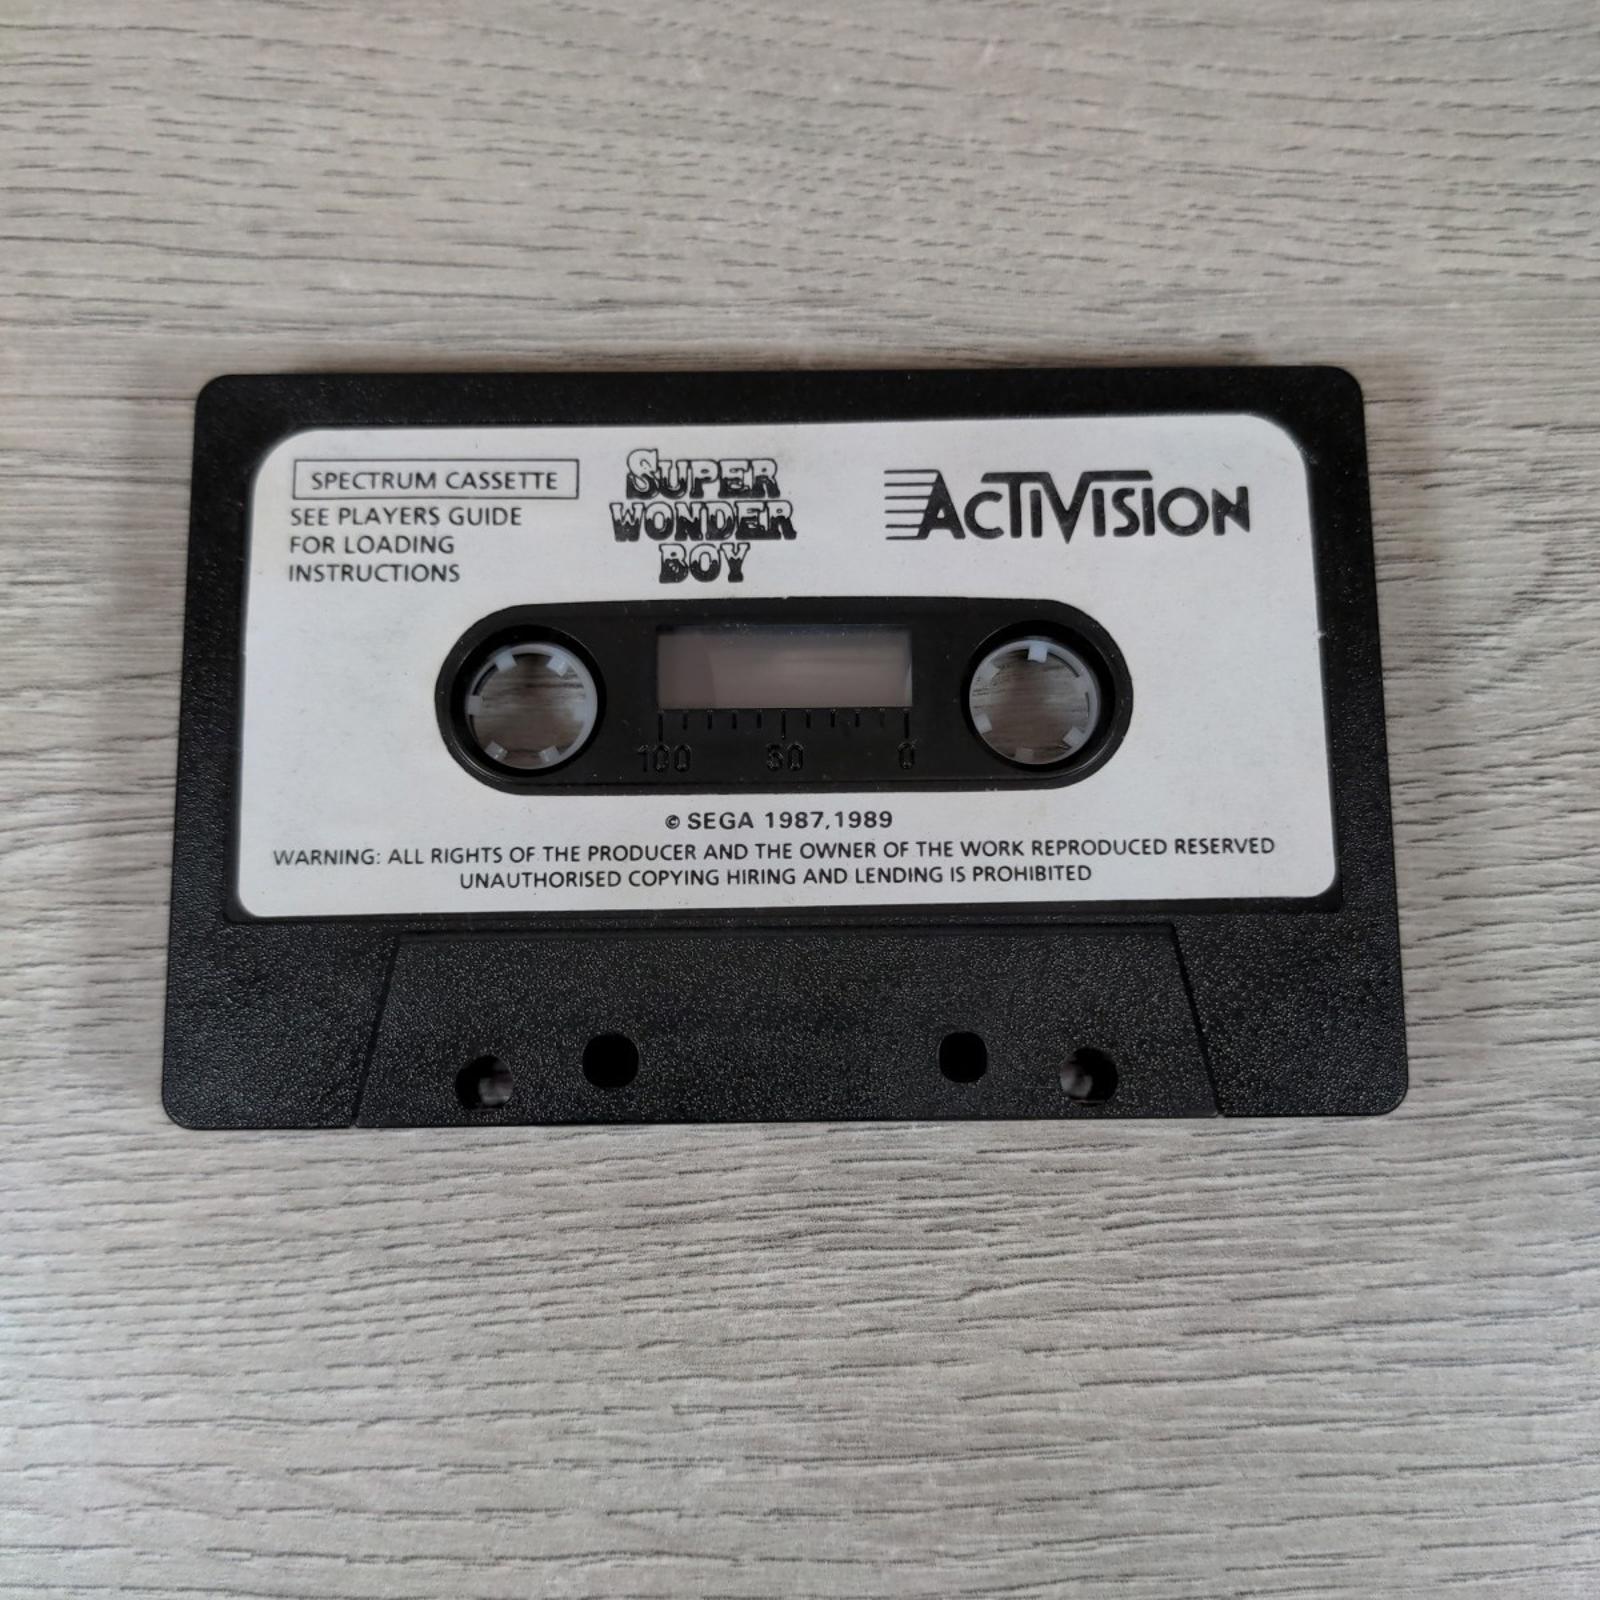 SPECTRUM CASSETTE
SEE PLAYERS GUIDE
FOR LOADING
INSTRUCTIONS
SUPER
WONDER
BOY
ACTIVISION
100 50 0
© SEGA 1987,1989
WARNING: ALL RIGHTS OF THE PRODUCER AND THE OWNER OF THE WORK REPRODUCED RESERVED
UNAUTHORISED COPYING HIRING AND LENDING IS PROHIBITED